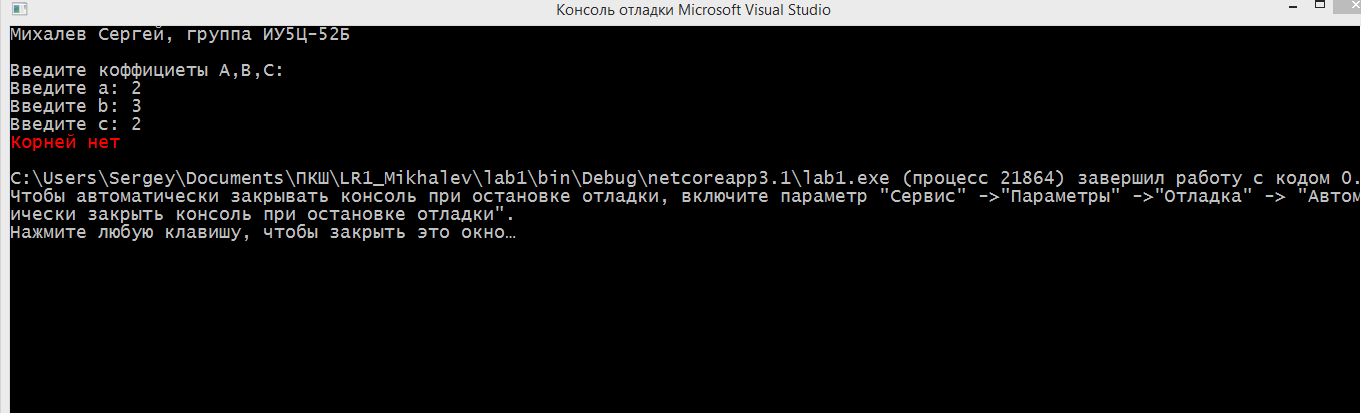 Консоль отладки Microsoft Visual Studio
Михалев Сергей, группа ИУ5Ц-52Б
Введите коффициеты A,B,C:
Введите a: 2
Введите b: 3
Введите c: 2
Корней нет
C:\Users\Sergey\Documents\ПКШ\LR1_Mikhalev\lab1\bin\Debug\netcoreapp3.1\lab1.exe (процесс 21864) завершил работу с кодом 0.
Чтобы автоматически закрывать консоль при остановке отладки, включите параметр "Сервис" ->"Параметры" ->"Отладка" -> "Автом
ически закрыть консоль при остановке отладки".
Нажмите любую клавишу, чтобы закрыть это окно…